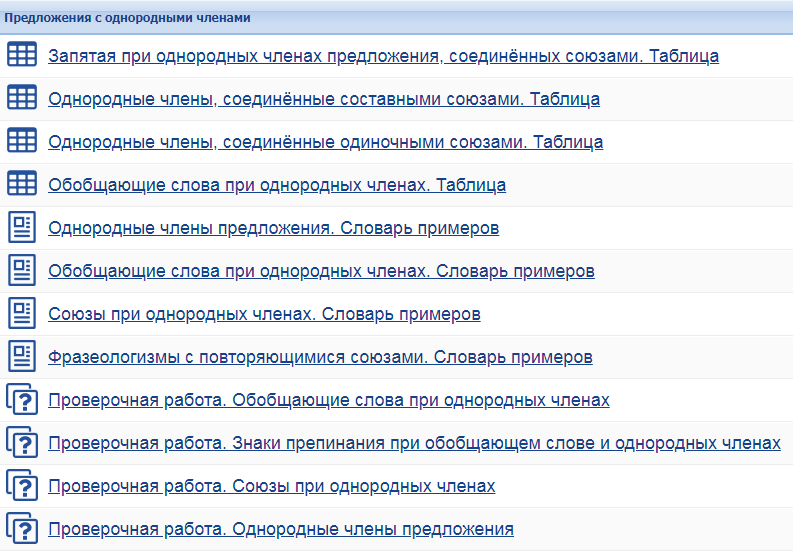 Предложения с однородными членами
Запятая при однородных членах предложения, соединённых союзами. Таблица
Однородные члены, соединённые составными союзами. Таблица
Однородные члены, соединённые одиночными союзами. Таблица
Обобщающие слова при однородных членах. Таблица
Однородные члены предложения. Словарь примеров
Обобщающие слова при однородных членах. Словарь примеров
Союзы при однородных членах. Словарь примеров
Фразеологизмы с повторяющимися союзами. Словарь примеров
Проверочная работа. Обобщающие слова при однородных членах
Проверочная работа. Знаки препинания при обобщающем слове и однородных членах
Проверочная работа. Союзы при однородных членах
Проверочная работа. Однородные члены предложения